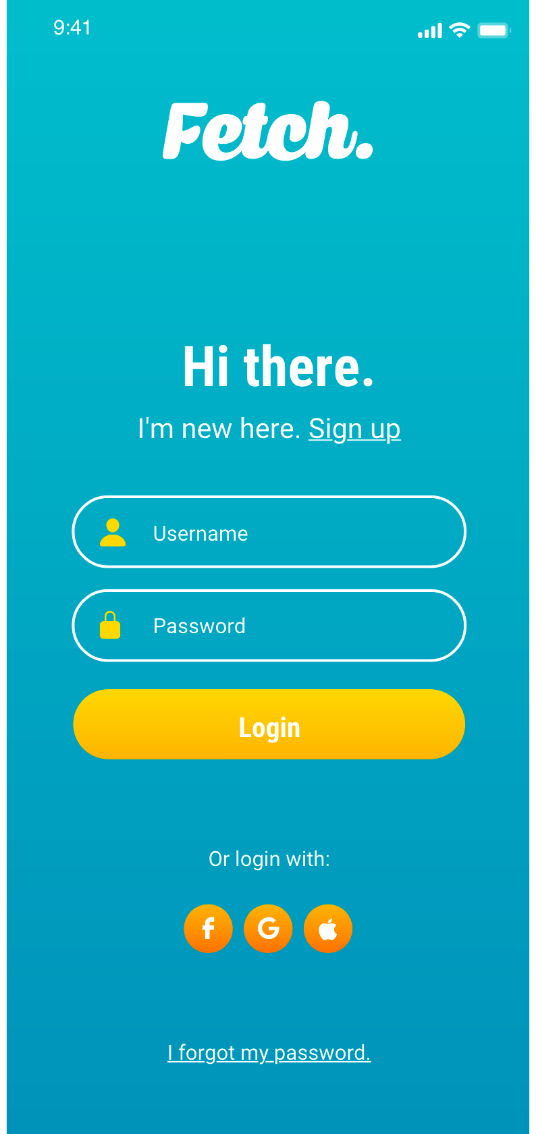 9:41
Fetch.
Hi there.
I'm new here. Sign up
Username
Password
Login
Or login with:
f G
I forgot my password.